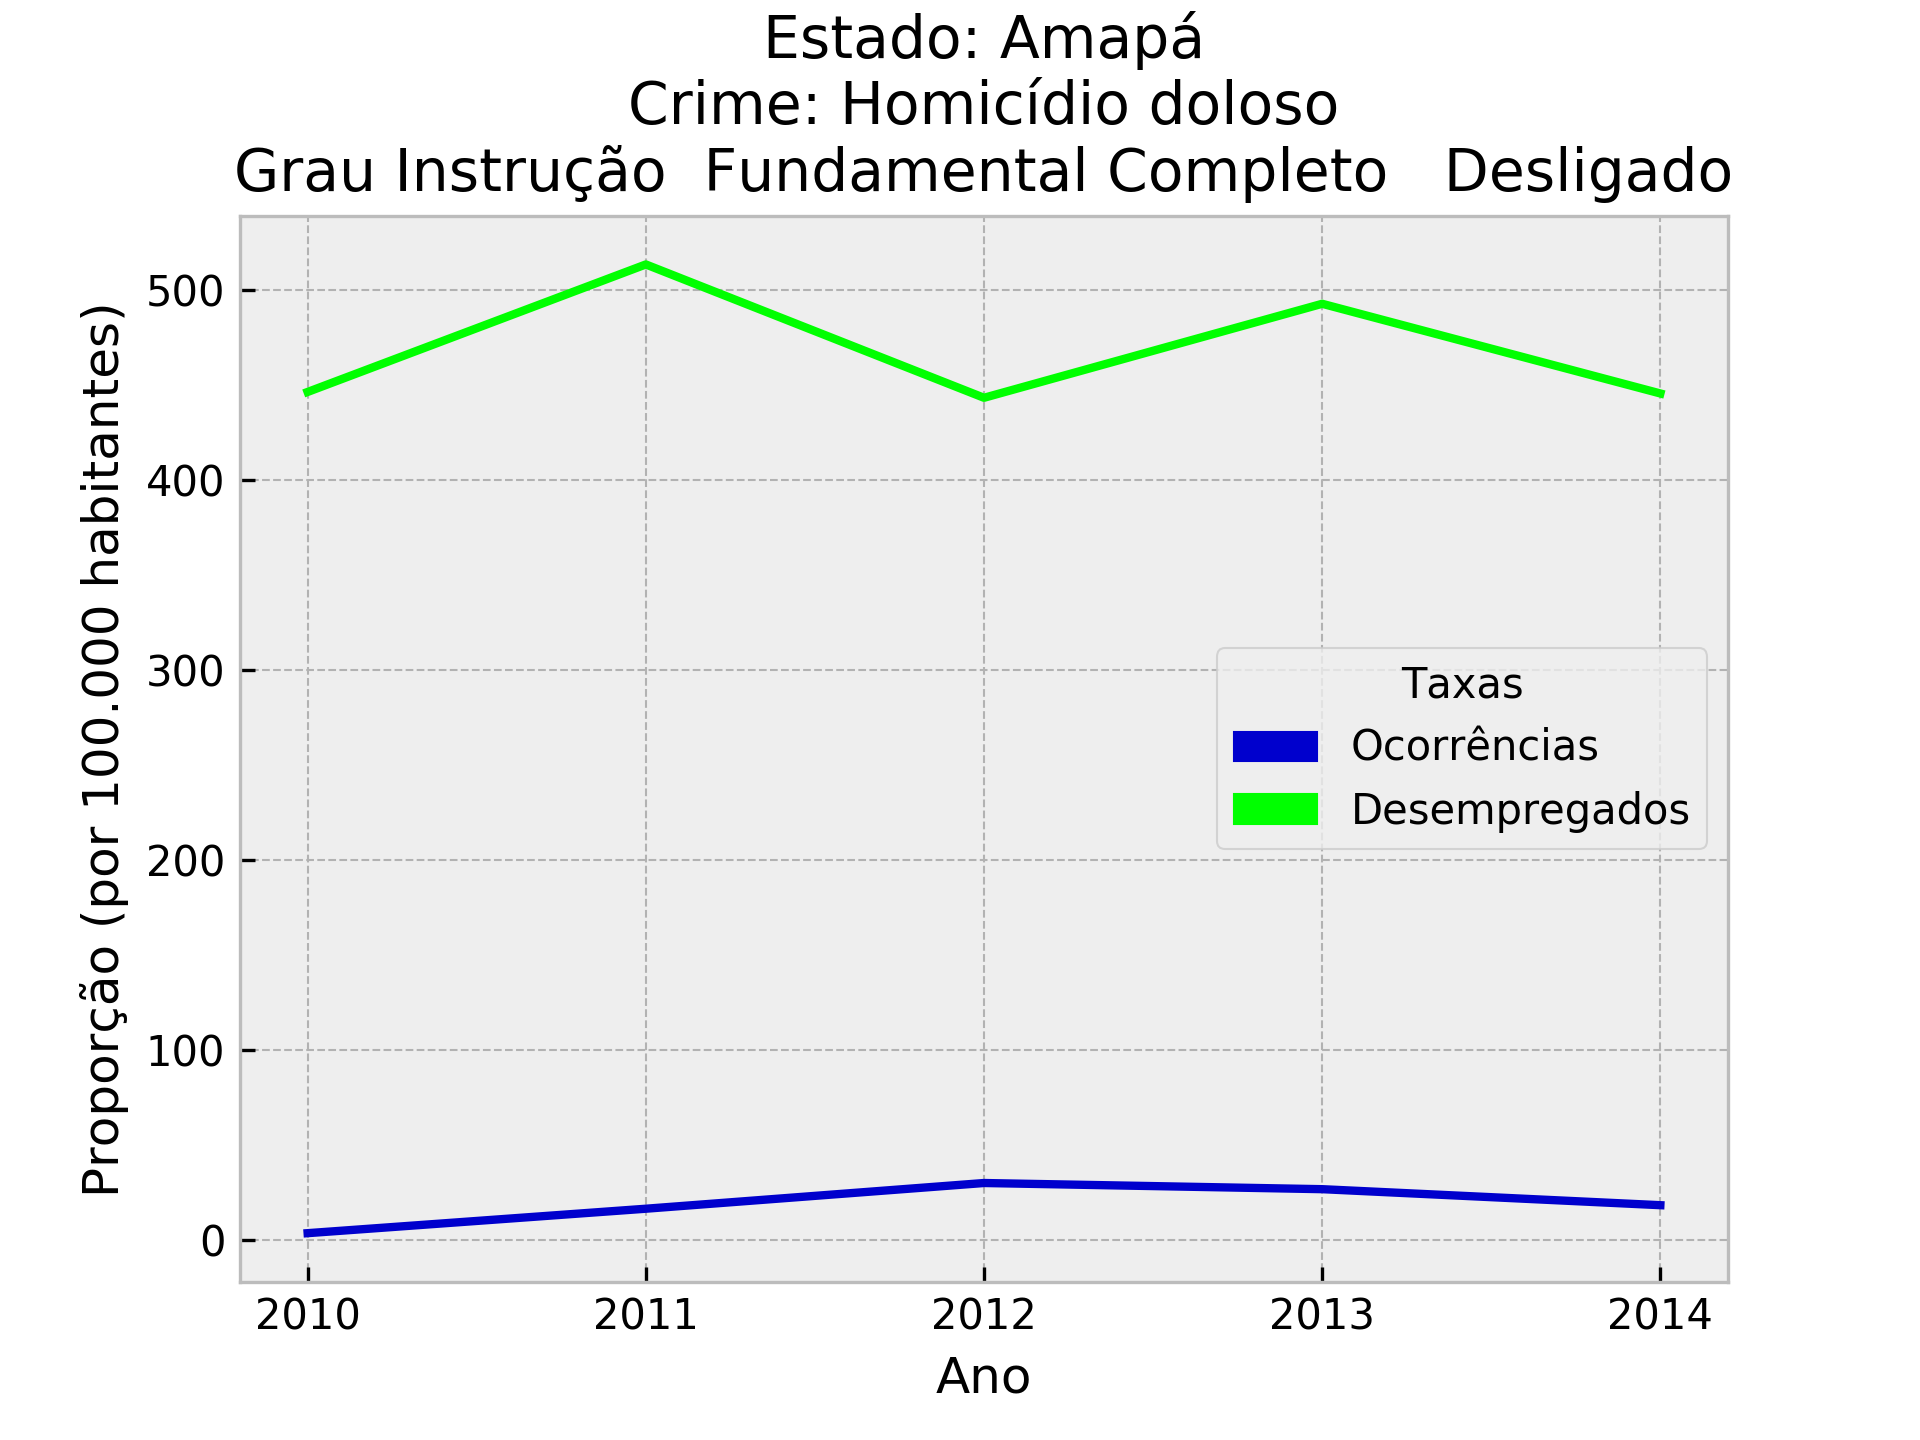 Estado: Amapá
Crime: Homicídio doloso
Grau Instrução  Fundamental Completo   Desligado
Proporção (por 100.000 habitantes)
500
400
300
200
100
0
Taxas
Ocorrências
Desempregados
2010 2011 2012 2013 2014
Ano